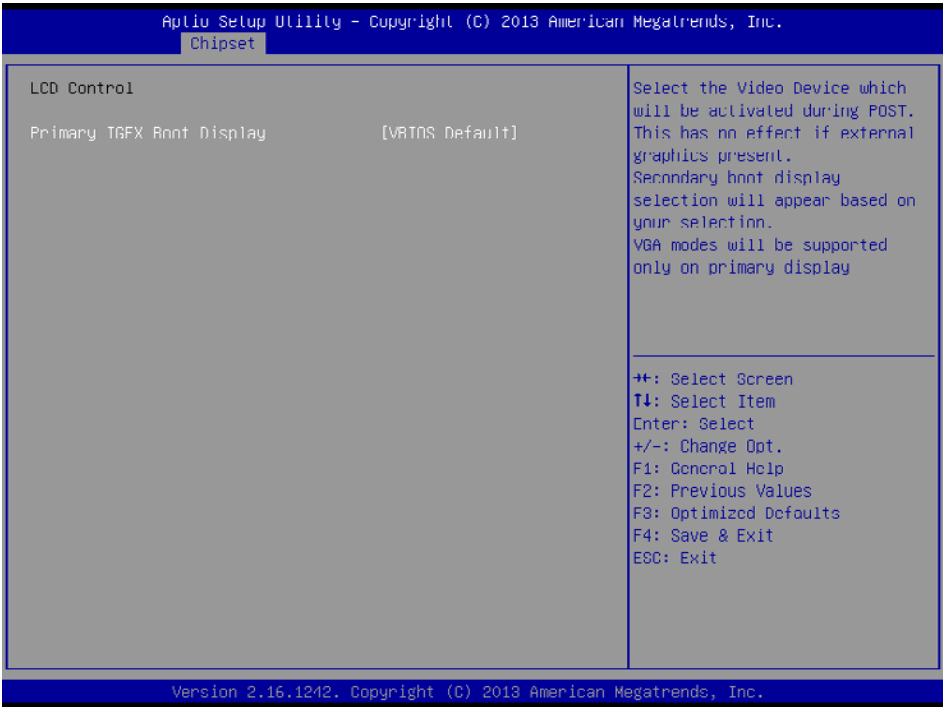 Aptio Setup Utility – Copyright (C) 2013 American Megatrends, Inc.
Chipset
LCD Control
Primary IGFX Boot Display [VBIOS Default]
Select the Video Device which
will be activated during POST.
This has no effect if external
graphics present.
Secondary boot display
selection will appear based on
your selection.
VGA modes will be supported
only on primary display
→←: Select Screen
↑↓: Select Item
Enter: Select
+/-: Change Opt.
F1: General Help
F2: Previous Values
F3: Optimized Defaults
F4: Save & Exit
ESC: Exit
Version 2.16.1242. Copyright (C) 2013 American Megatrends, Inc.